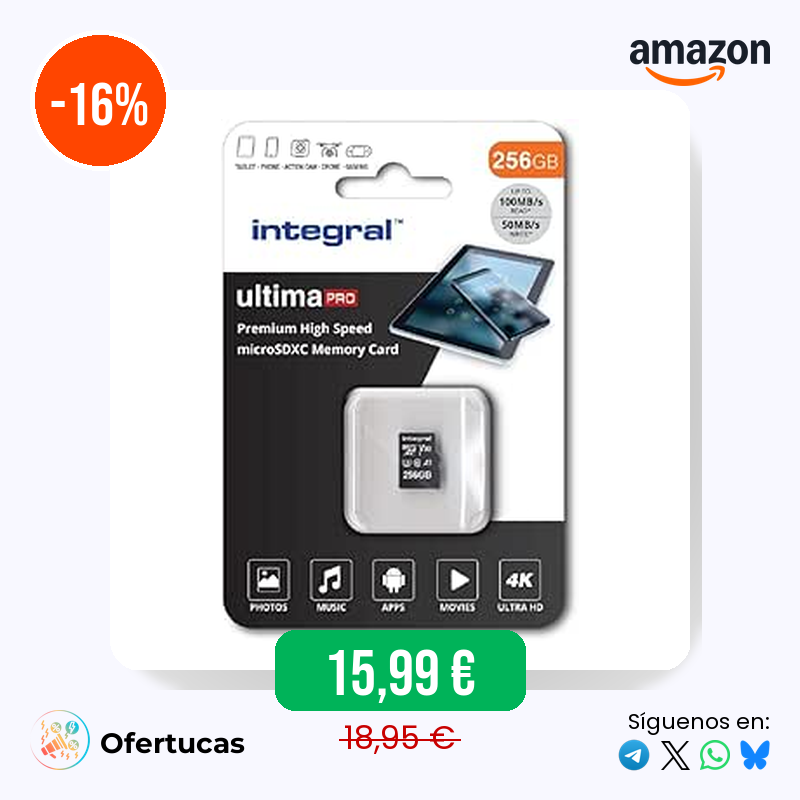 -16%
amazon
TABLET • PHONE • ACTION CAM • DRONE • GAMING
256GB
UP TO
100MB/s
READ*
50MB/s
WRITE*
integral™
ultima PRO
Premium High Speed
microSDXC Memory Card
integral
V30
A1
256GB
PHOTOS
MUSIC
APPS
MOVIES
4K
ULTRA HD
15,99 €
18,95 €
Ofertucas
Síguenos en: